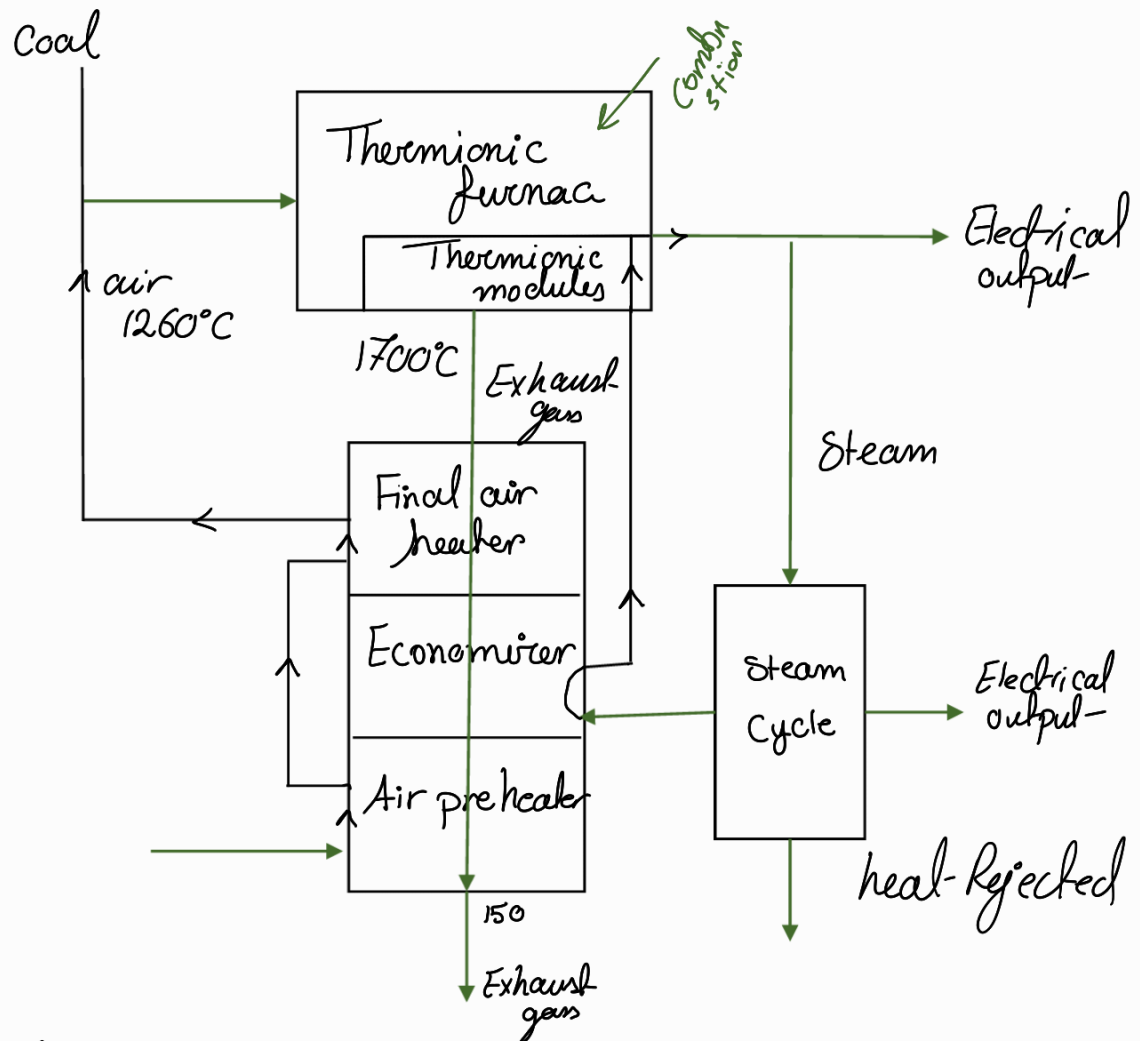 Coal
Combu
stion
Thermionic
furnac
Thermionic
modules
Electrical
output
air
1260°C
1700°C
Exhaust
gas
Steam
Final air
heater
Economizer
Steam
Cycle
Electrical
output
Air preheater
heat Rejected
150
Exhaust
gass